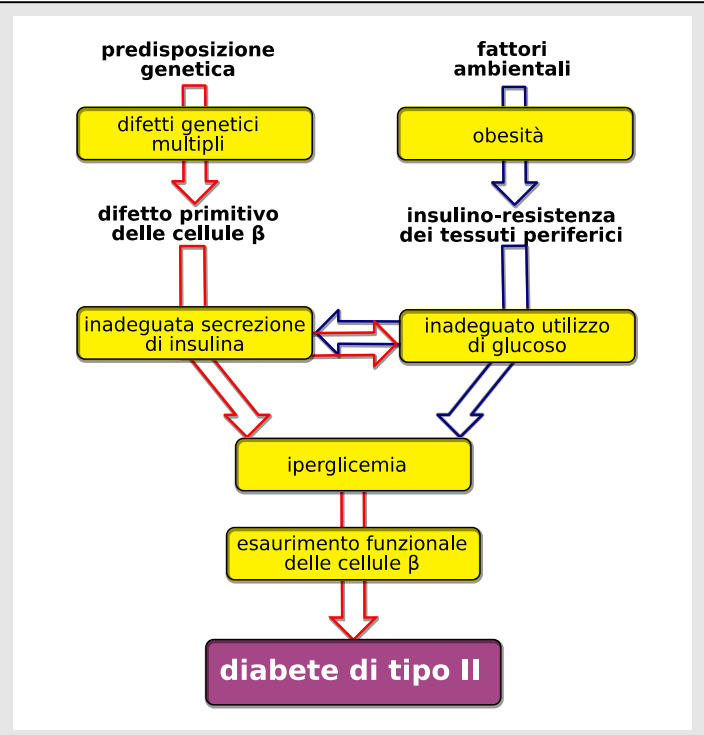 predisposizione
genetica
fattori
ambientali
difetti genetici
multipli
obesità
difetto primitivo
delle cellule β
insulino-resistenza
dei tessuti periferici
inadeguata secrezione
di insulina
inadeguato utilizzo
di glucoso
iperglicemia
esaurimento funzionale
delle cellule β
diabete di tipo II